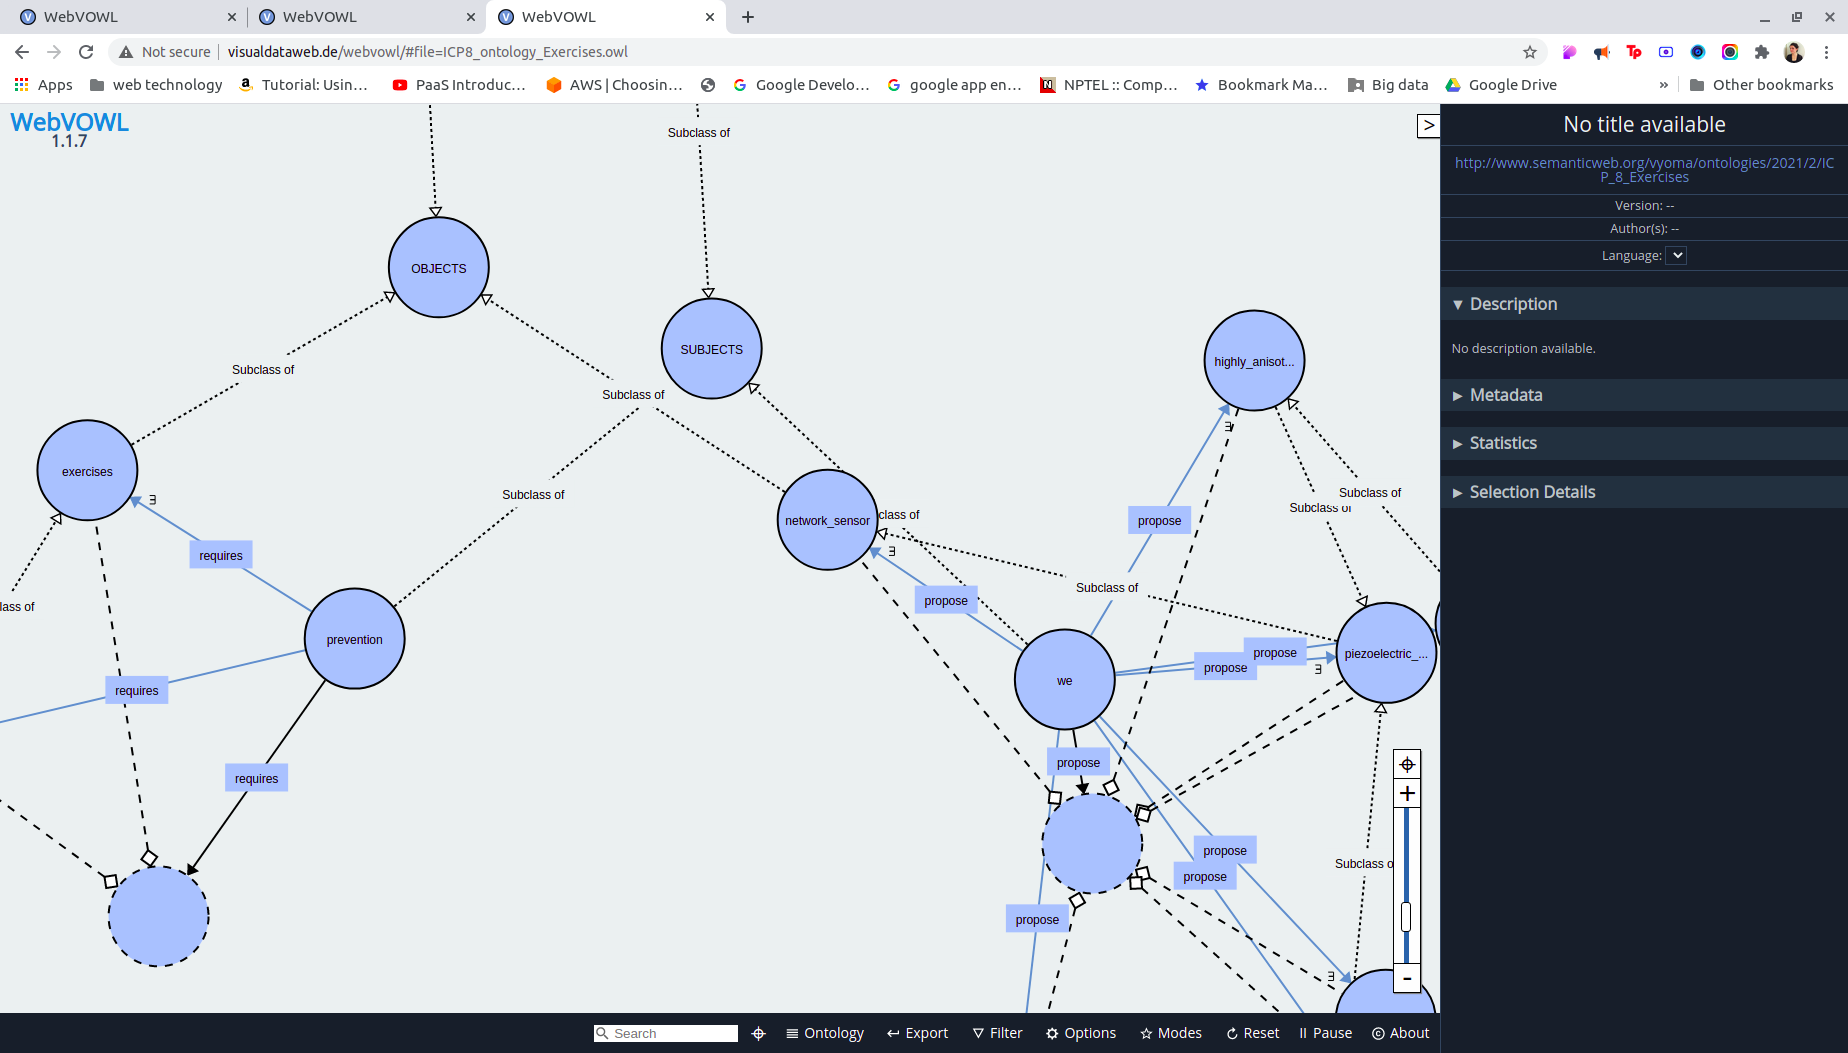 WebVOWL
WebVOWL
WebVOWL
Not secure
visualdataweb.de/webvowl/#file=ICP8_ontology_Exercises.owl
Apps
web technology
Tutorial: Usin...
PaaS Introduc...
AWS | Choosin...
Google Develo...
google app en...
NPTEL :: Comp...
Bookmark Ma...
Big data
Google Drive
»
Other bookmarks
WebVOWL
1.1.7
>
Subclass of
OBJECTS
SUBJECTS
highly_anisot...
Subclass of
Subclass of
Ǝ
exercises
Ǝ
Subclass of
network_sensor
class of
propose
Subclass of
Subclass of
requires
Ǝ
Subclass of
propose
lass of
prevention
propose
propose
Ǝ
piezoelectric_...
requires
we
requires
propose
propose
propose
Subclass o
propose
Ǝ
+
-
No title available
http://www.semanticweb.org/vyoma/ontologies/2021/2/IC
P_8_Exercises
Version: --
Author(s): --
Language:
▼ Description
No description available.
▶ Metadata
▶ Statistics
▶ Selection Details
Search
Ontology
Export
Filter
Options
Modes
Reset
Pause
About